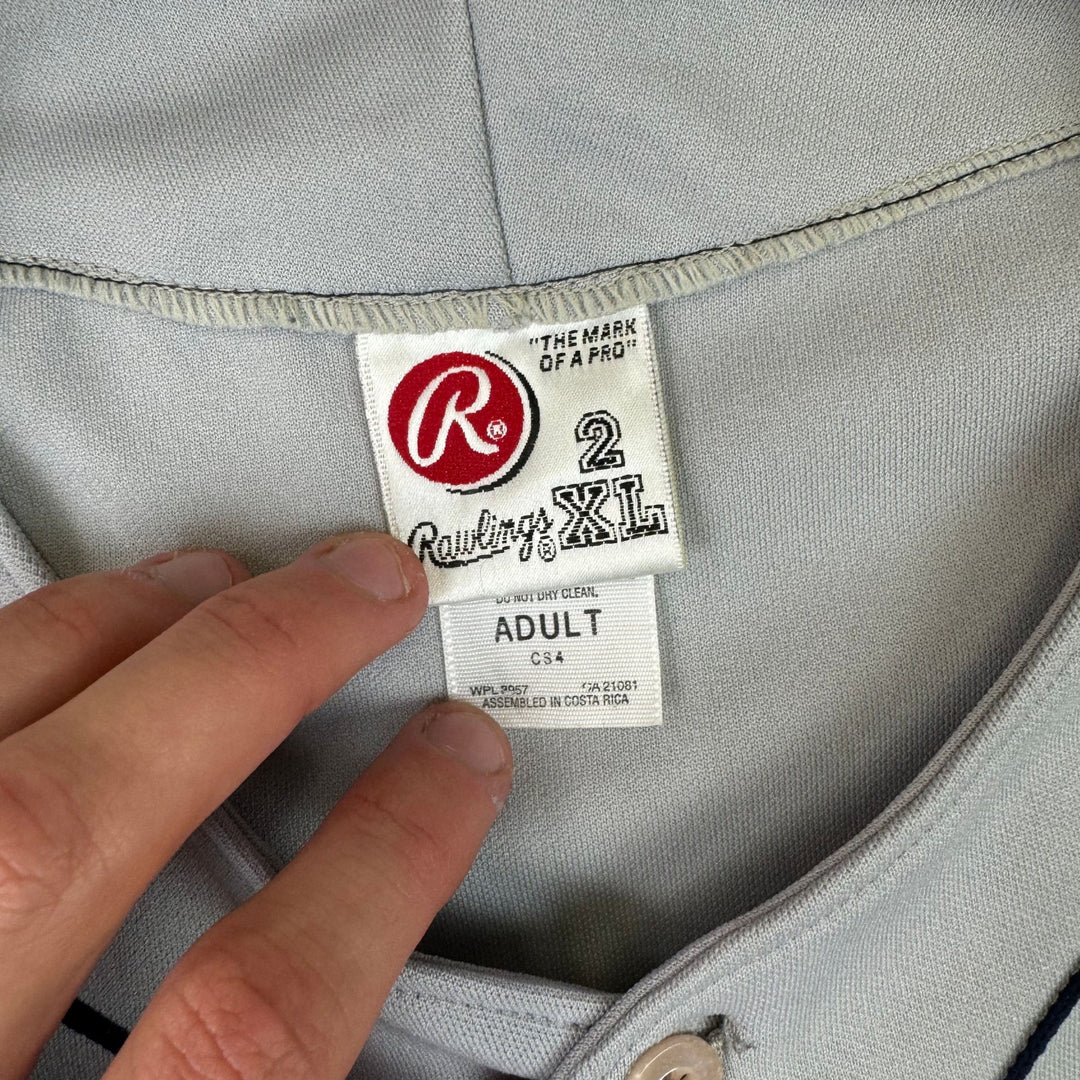 "THE MARK
OF A PRO"
R®
2
XL
Rawlings®
DO NOT DRY CLEAN.
ADULT
CS4
WPL 3957 CA 21081
ASSEMBLED IN COSTA RICA